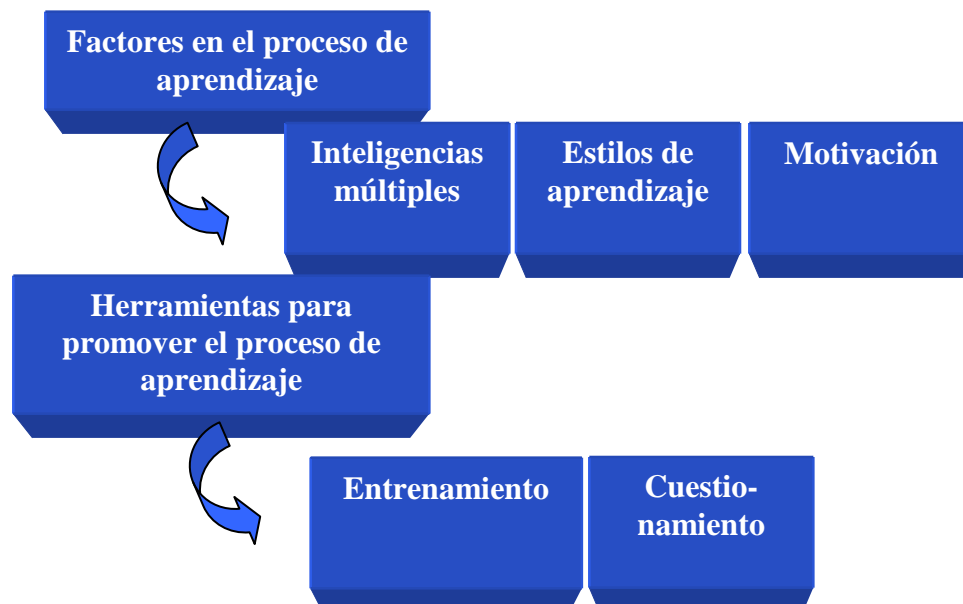 Factores en el proceso de
aprendizaje
Inteligencias
múltiples
Estilos de
aprendizaje
Motivación
Herramientas para
promover el proceso de
aprendizaje
Entrenamiento
Cuestio-
namiento